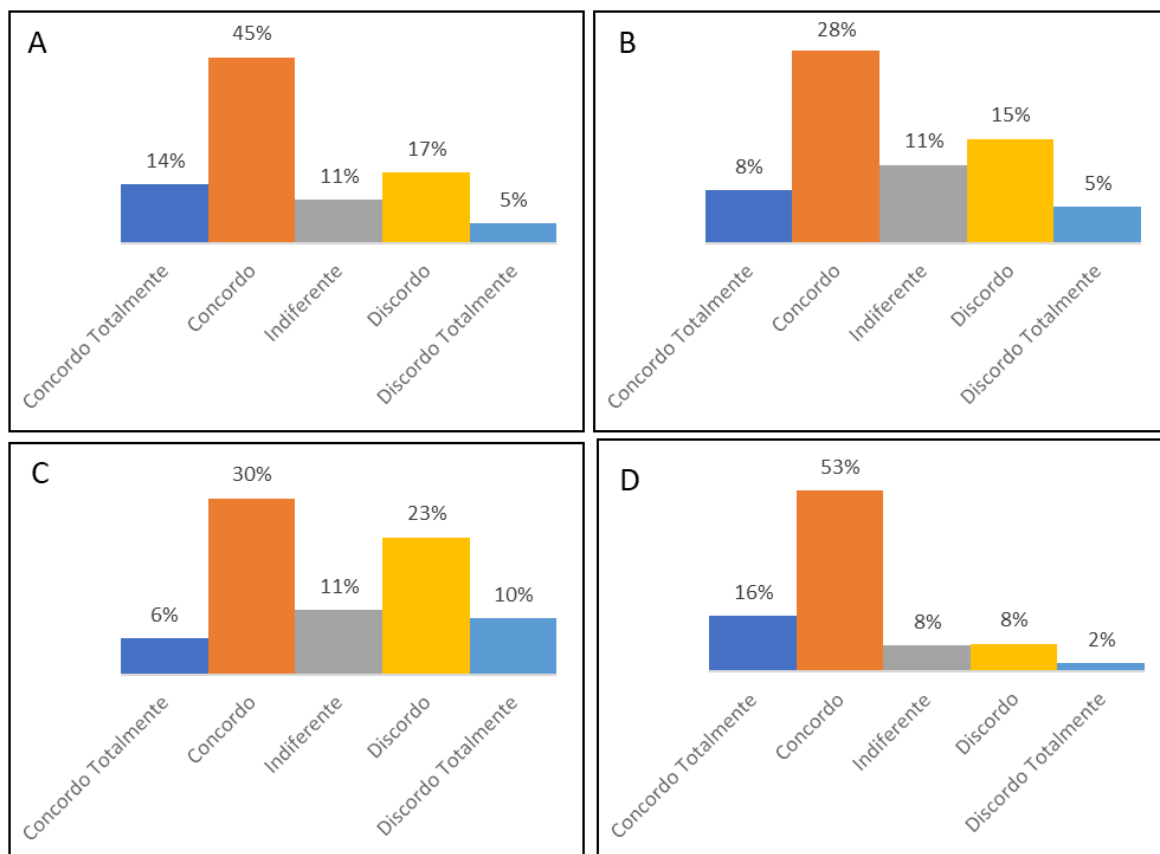 A
45%
14%
11%
17%
5%
Concordo Totalmente
Concordo
Indiferente
Discordo
Discordo Totalmente
B
28%
8%
11%
15%
5%
Concordo Totalmente
Concordo
Indiferente
Discordo
Discordo Totalmente
C
30%
6%
11%
23%
10%
Concordo Totalmente
Concordo
Indiferente
Discordo
Discordo Totalmente
D
53%
16%
8%
8%
2%
Concordo Totalmente
Concordo
Indiferente
Discordo
Discordo Totalmente